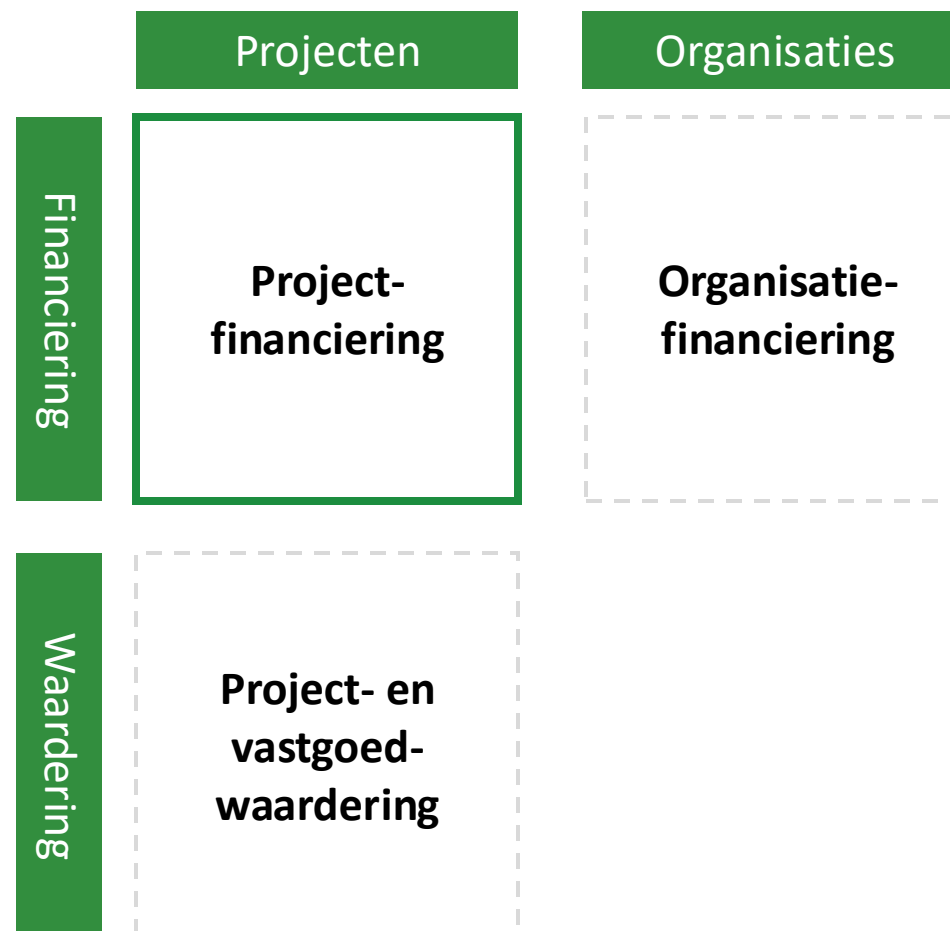 Projecten
Organisaties
Financiering
Project-
financiering
Organisatie-
financiering
Waardering
Project- en
vastgoed-
waardering